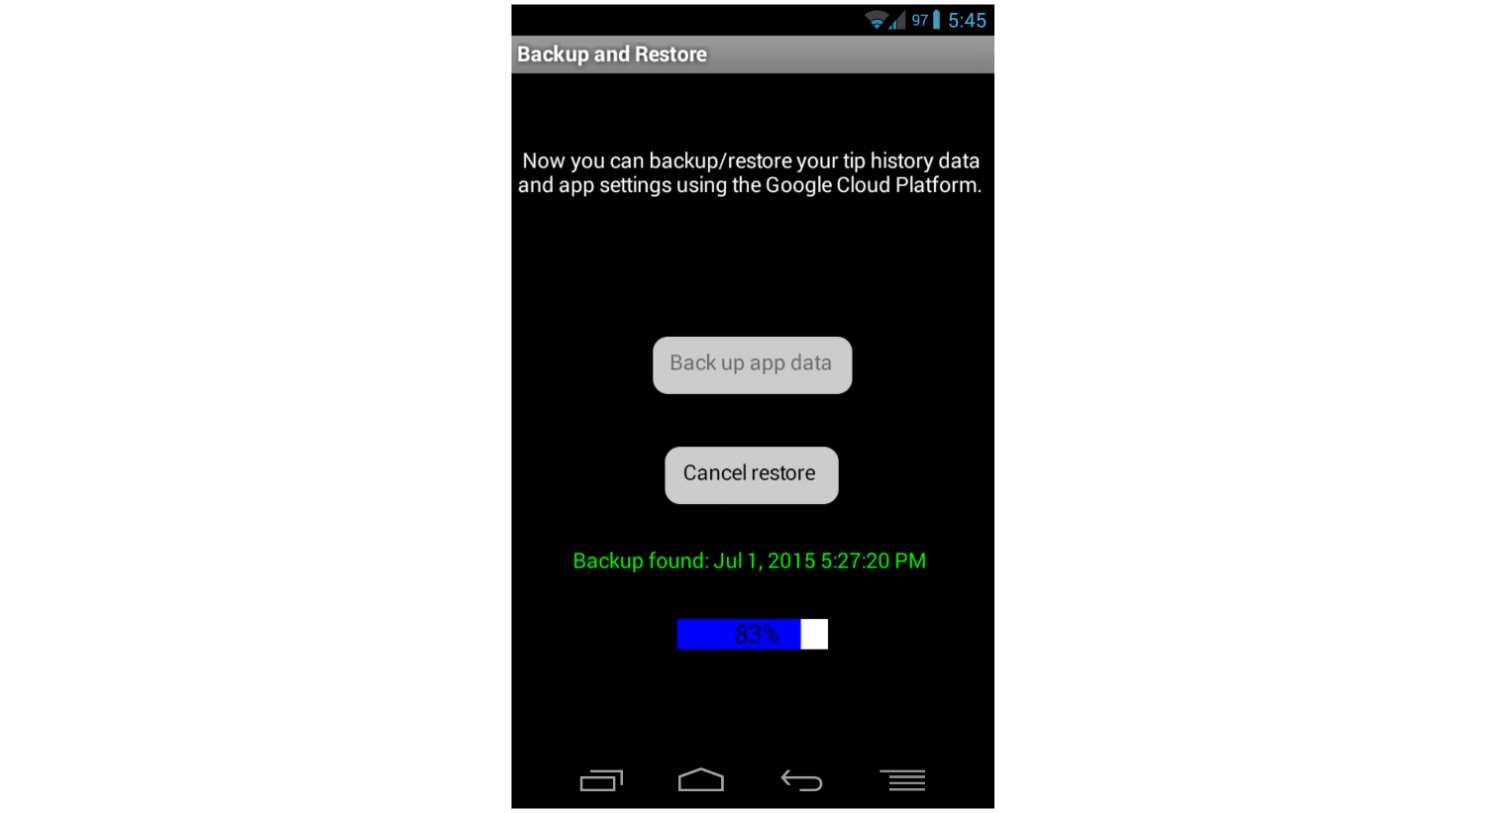 97 5:45
Backup and Restore
Now you can backup/restore your tip history data
and app settings using the Google Cloud Platform.
Back up app data
Cancel restore
Backup found: Jul 1, 2015 5:27:20 PM
83%